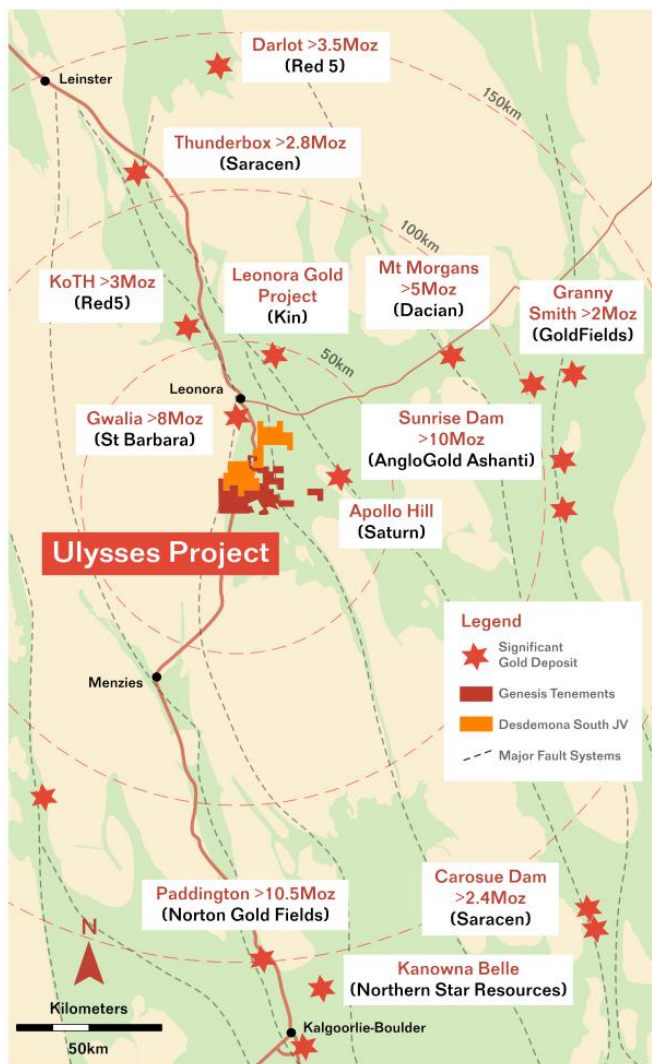 Darlot >3.5Moz
(Red 5)
Leinster
150km
Thunderbox >2.8Moz
(Saracen)
100km
KoTH >3Moz
(Red5)
Leonora Gold
Project
(Kin)
Mt Morgans
>5Moz
(Dacian)
Granny
Smith >2Moz
(GoldFields)
50km
Leonora
Gwalia >8Moz
(St Barbara)
Sunrise Dam
>10Moz
(AngloGold Ashanti)
Apollo Hill
(Saturn)
Ulysses Project
Legend
Significant
Gold Deposit
Genesis Tenements
Desdemona South JV
Major Fault Systems
Menzies
Paddington >10.5Moz
(Norton Gold Fields)
Carosue Dam
>2.4Moz
(Saracen)
N
Kanowna Belle
(Northern Star Resources)
Kilometers
50km
Kalgoorlie-Boulder